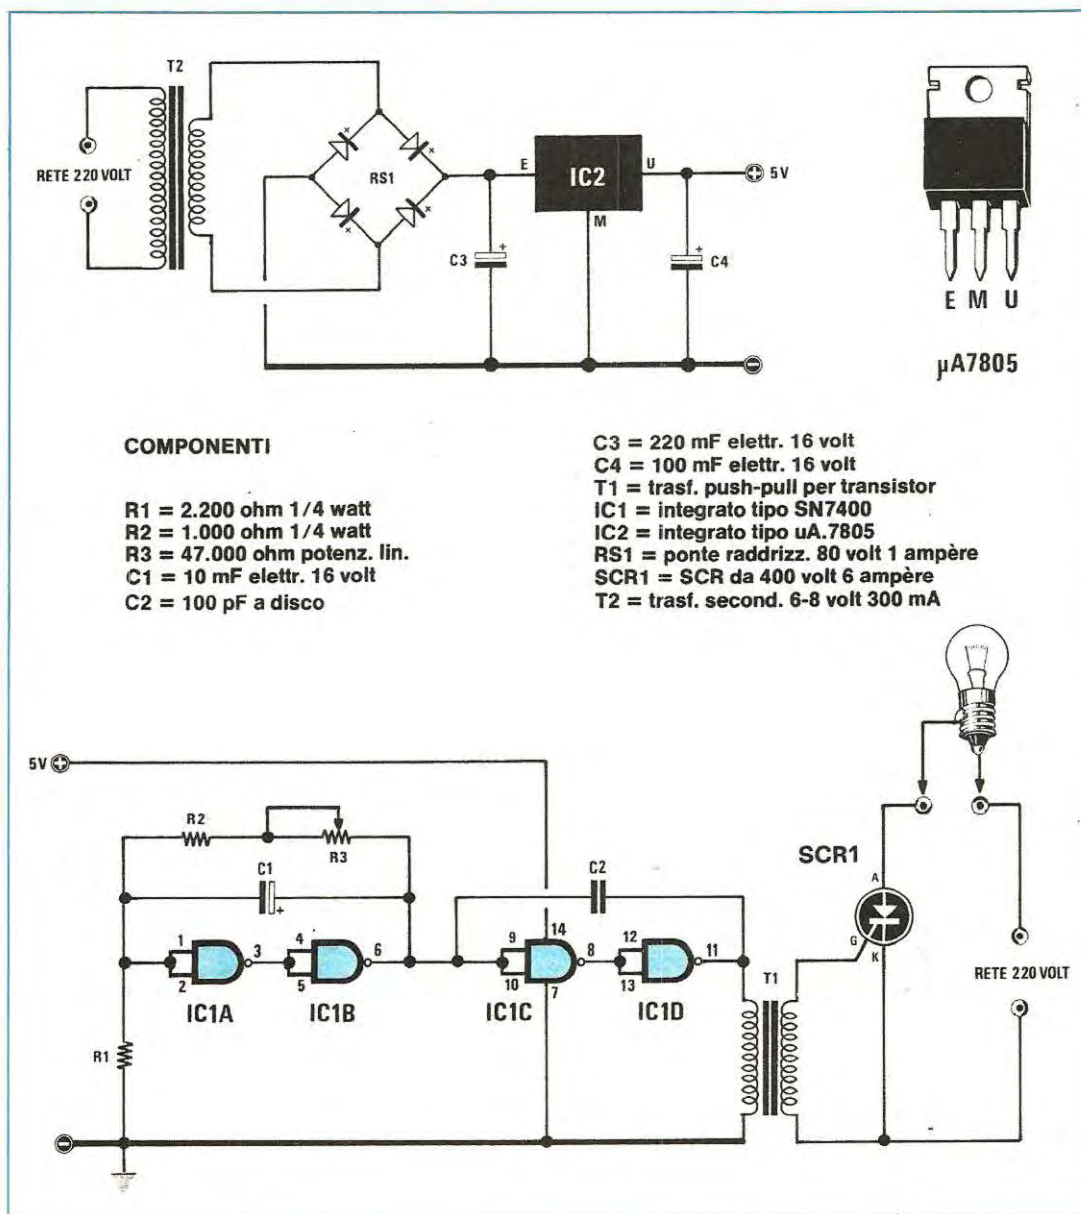 T2
RETE 220 VOLT
RS1
E
IC2
U
M
5V
C3
+
C4
+
E M U
µA7805
COMPONENTI
R1 = 2.200 ohm 1/4 watt
R2 = 1.000 ohm 1/4 watt
R3 = 47.000 ohm potenz. lin.
C1 = 10 mF elettr. 16 volt
C2 = 100 pF a disco
C3 = 220 mF elettr. 16 volt
C4 = 100 mF elettr. 16 volt
T1 = trasf. push-pull per transistor
IC1 = integrato tipo SN7400
IC2 = integrato tipo uA.7805
RS1 = ponte raddrizz. 80 volt 1 ampère
SCR1 = SCR da 400 volt 6 ampère
T2 = trasf. second. 6-8 volt 300 mA
5V
R2
R3
C1
+
C2
SCR1
A
G
K
1
2
3
4
5
6
9
10
14
8
7
12
13
11
IC1A
IC1B
IC1C
IC1D
T1
RETE 220 VOLT
R1